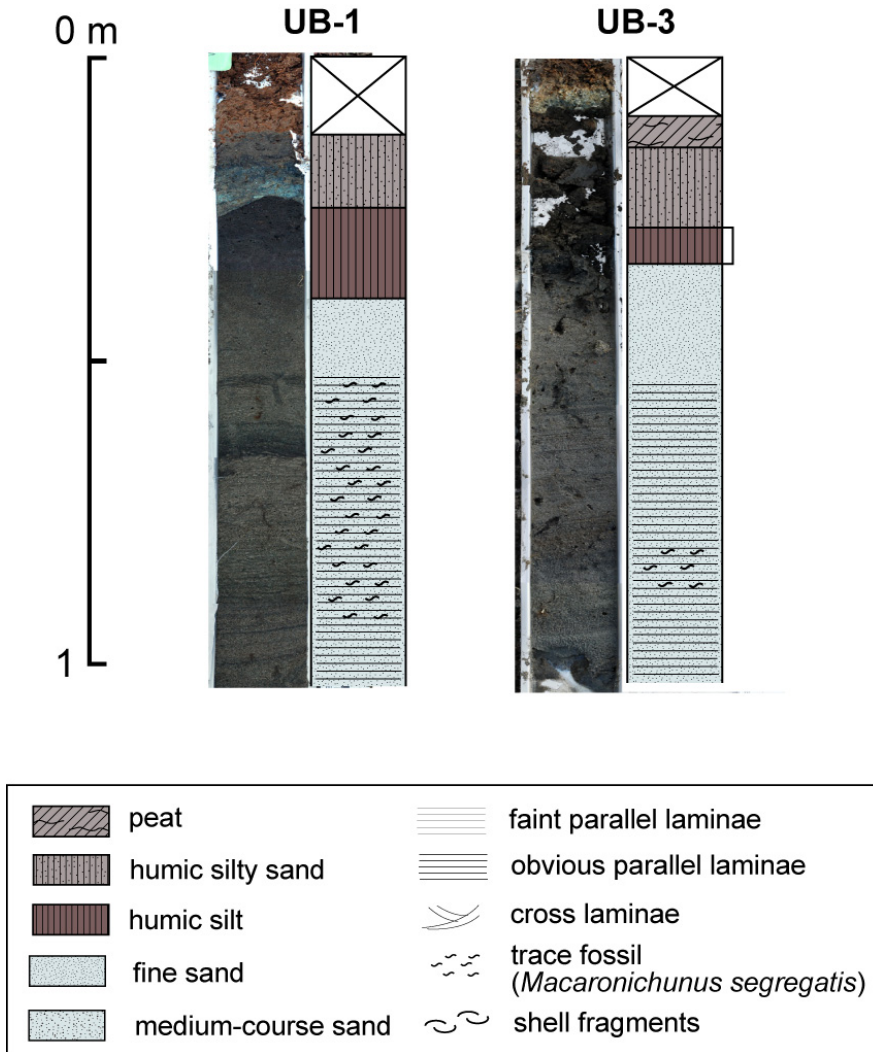 0 m
UB-1
UB-3
1
peat
humic silty sand
humic silt
fine sand
medium-course sand
faint parallel laminae
obvious parallel laminae
cross laminae
trace fossil
(Macaronichunus segregatis)
shell fragments